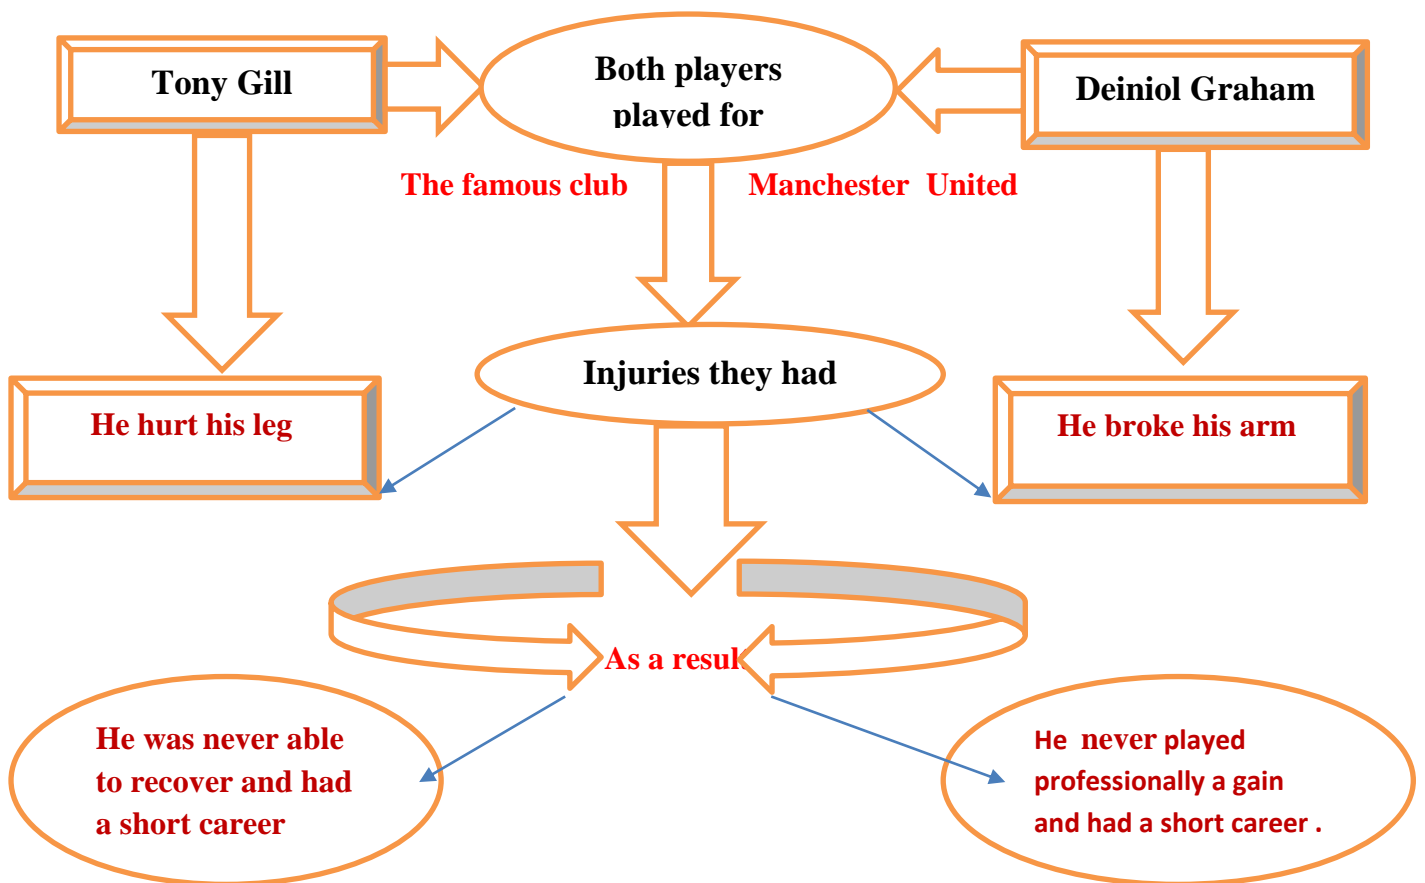 Tony Gill
Both players
played for
Deiniol Graham
The famous club
Manchester United
Injuries they had
He hurt his leg
He broke his arm
As a resul
He was never able
to recover and had
a short career
He never played
professionally a gain
and had a short career .